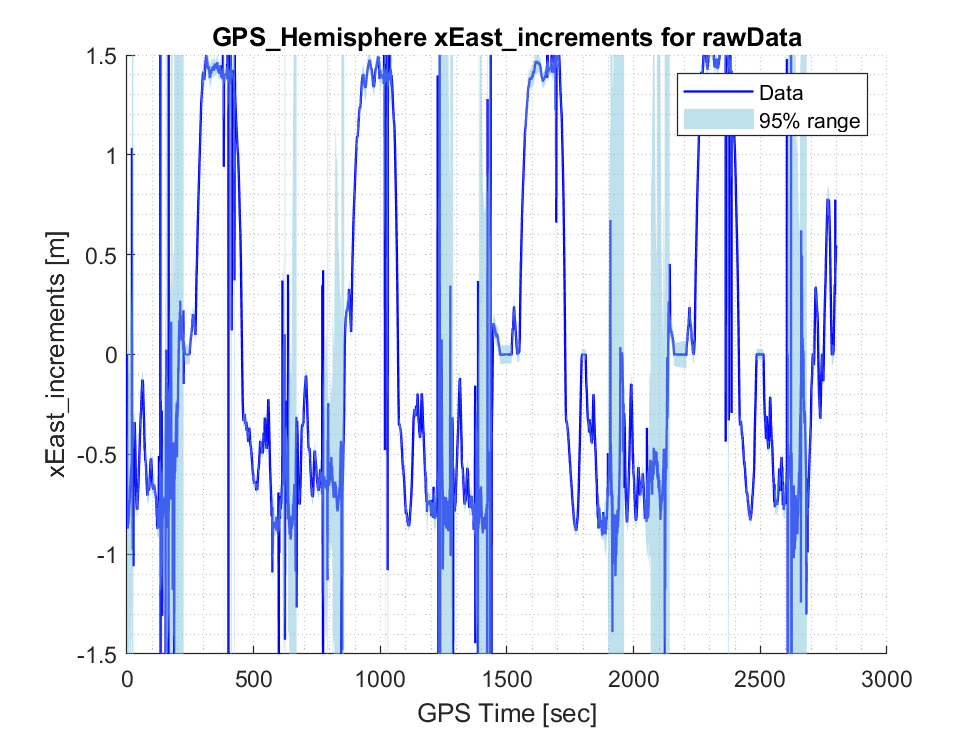 GPS_Hemisphere xEast_increments for rawData
Data
95% range
1.5
1
0.5
0
-0.5
-1
-1.5
xEast_increments [m]
0 500 1000 1500 2000 2500 3000
GPS Time [sec]